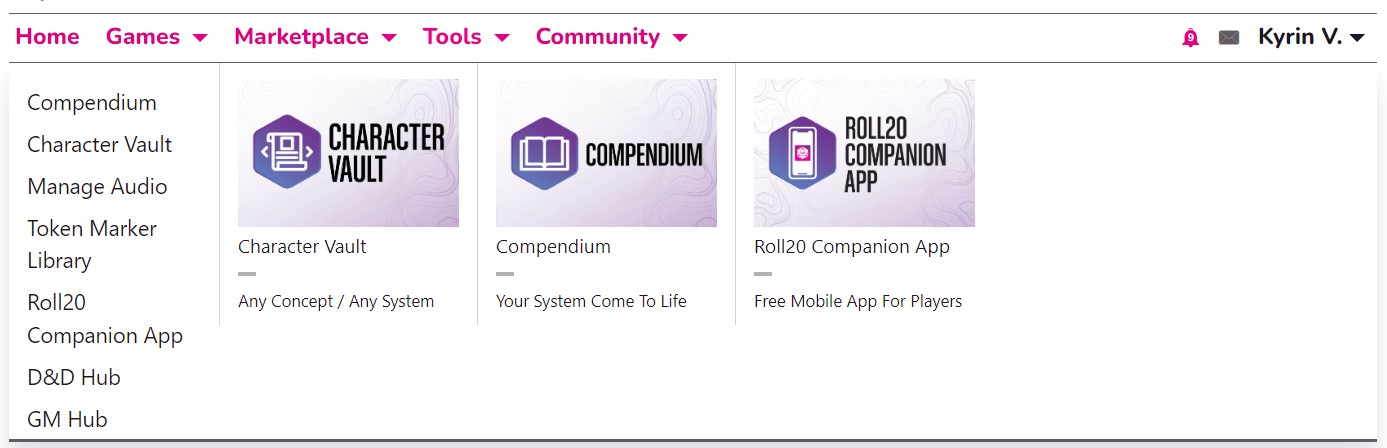 Home Games Marketplace Tools Community 9 Kyrin V.
Compendium
Character Vault
Manage Audio
Token Marker
Library
Roll20
Companion App
D&D Hub
GM Hub
CHARACTER
VAULT
Character Vault
Any Concept / Any System
COMPENDIUM
Compendium
Your System Come To Life
ROLL20
COMPANION
APP
Roll20 Companion App
Free Mobile App For Players